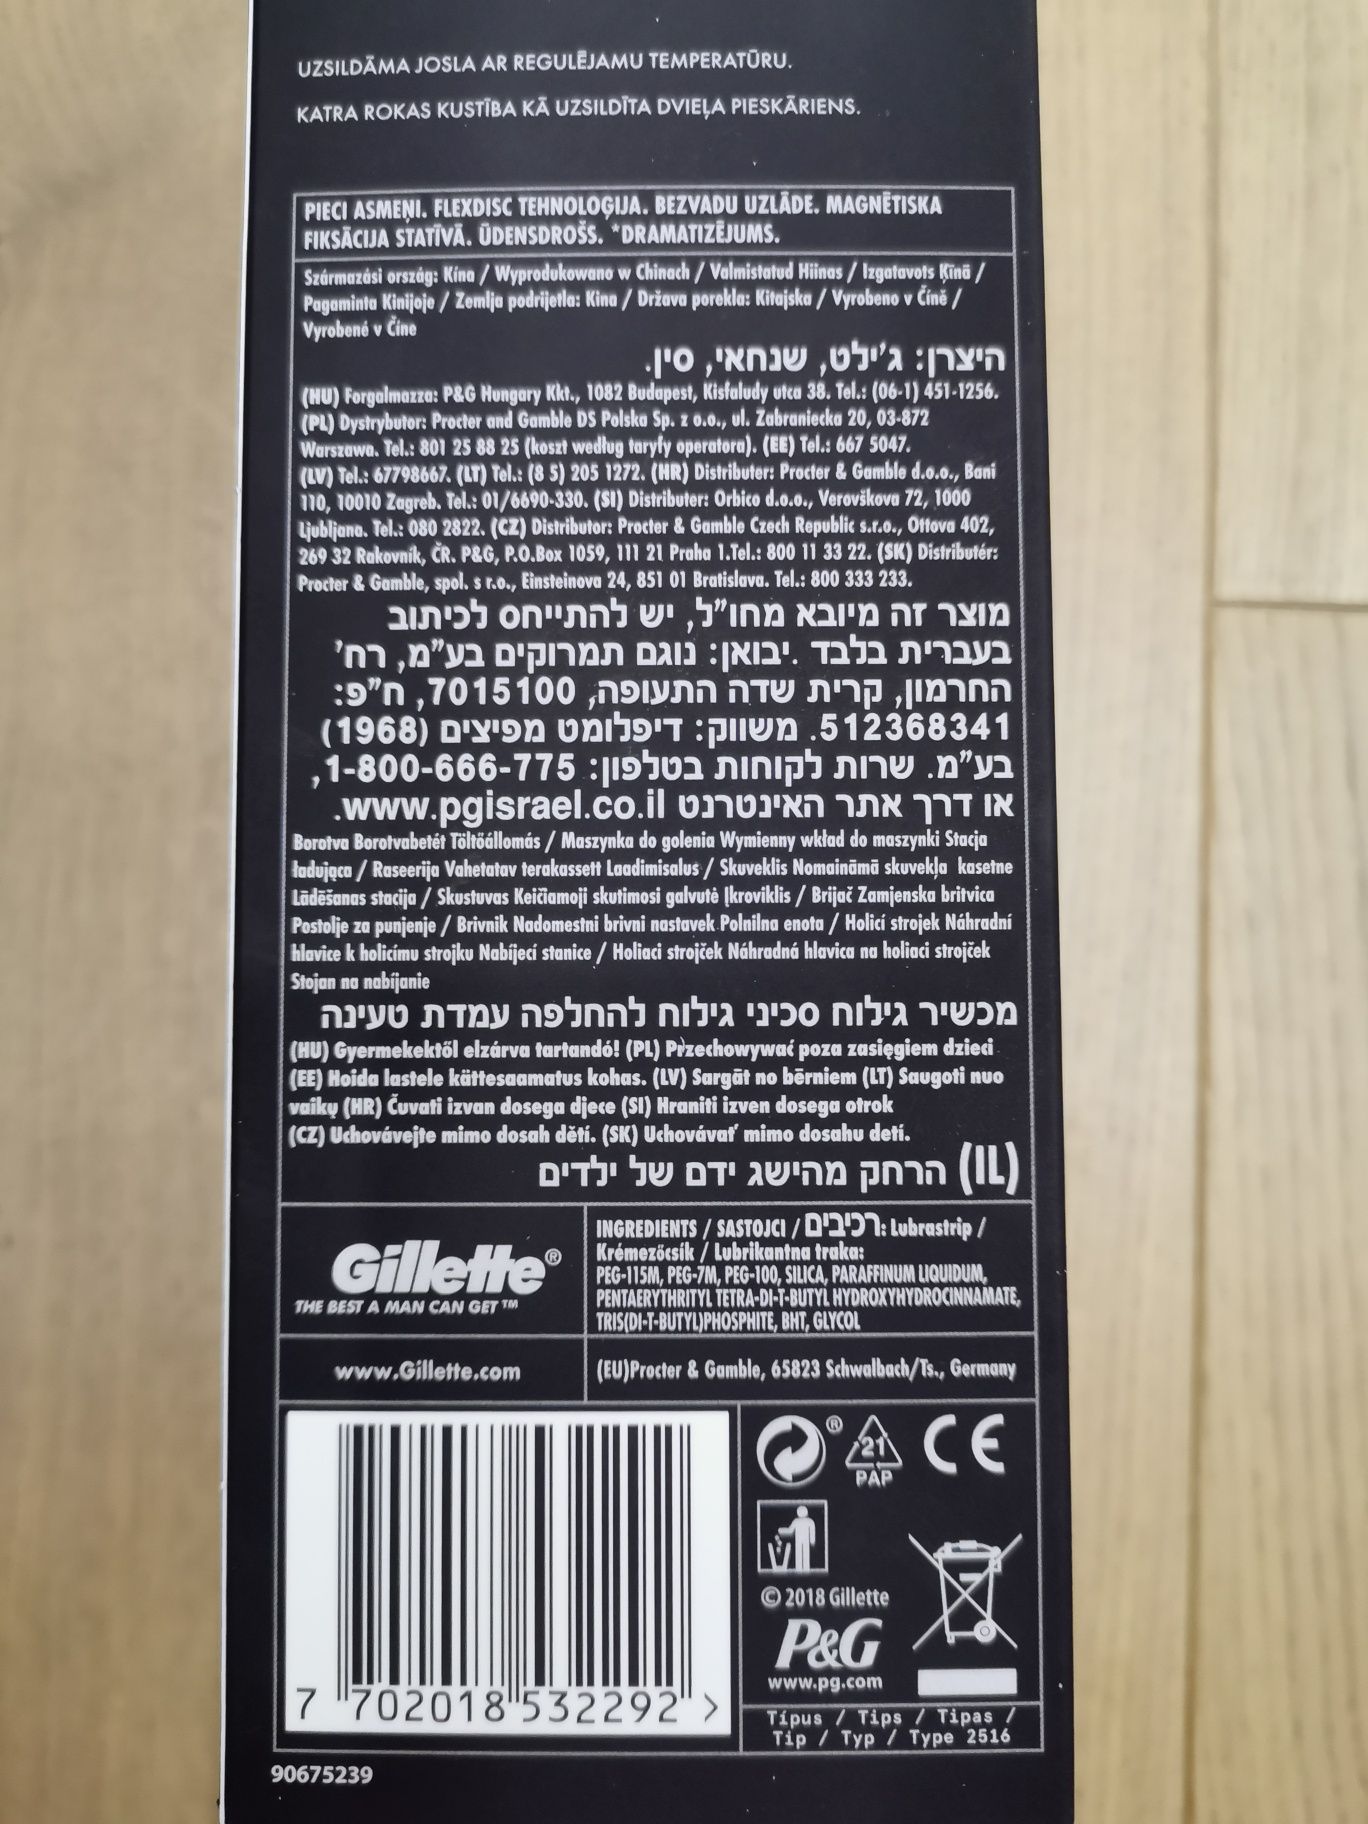 UZSILDĀMA JOSLA AR REGULĒJAMU TEMPERATŪRU.
KATRA ROKAS KUSTĪBA KĀ UZSILDĪTA DVIEĻA PIESKĀRIENS.
PIECI ASMEŅI. FLEXDISC TEHNOLOĢIJA. BEZVADU UZLĀDE. MAGNĒTISKA
FIKSĀCIJA STATĪVĀ. ŪDENSDROŠS. *DRAMATIZĒJUMS.
Származási ország: Kína / Wyprodukowano w Chinach / Valmistatud Hiinas / Izgatavots Ķīnā /
Pagaminta Kinijoje / Zemlja podrijetla: Kina / Država porekla: Kitajska / Vyrobeno v Číně /
Vyrobené v Číne
היצרן: ג'ילט, שנחאי, סין.
(HU) Forgalmazza: P&G Hungary Kkt., 1082 Budapest, Kisfaludy utca 38. Tel.: (06-1) 451-1256.
(PL) Dystrybutor: Procter and Gamble DS Polska Sp. z o.o., ul. Zabraniecka 20, 03-872
Warszawa. Tel.: 801 25 88 25 (koszt według taryfy operatora). (EE) Tel.: 667 5047.
(LV) Tel.: 67798667. (LT) Tel.: (8 5) 205 1272. (HR) Distributer: Procter & Gamble d.o.o., Bani
110, 10010 Zagreb. Tel.: 01/6690-330. (SI) Distributer: Orbico d.o.o., Verovškova 72, 1000
Ljubljana. Tel.: 080 2822. (CZ) Distributor: Procter & Gamble Czech Republic s.r.o., Ottova 402,
269 32 Rakovník, ČR. P&G, P.O.Box 1059, 111 21 Praha 1.Tel.: 800 11 33 22. (SK) Distributér:
Procter & Gamble, spol. s r.o., Einsteinova 24, 851 01 Bratislava. Tel.: 800 333 233.
מוצר זה מיובא מחו"ל, יש להתייחס לכיתוב
בעברית בלבד .יבואן: נוגם תמרוקים בע"מ, רח'
החרמון, קרית שדה התעופה, 7015100, ח"פ:
512368341. משווק: דיפלומט מפיצים (1968)
בע"מ. שרות לקוחות בטלפון: 1-800-666-775,
או דרך אתר האינטרנט www.pgisrael.co.il.
Borotva Borotvabetét Töltőállomás / Maszynka do golenia Wymienny wkład do maszynki Stacja
ładująca / Raseerija Vahetatav terakassett Laadimisalus / Skuveklis Nomaināmā skuvekļa kasetne
Lādēšanas stacija / Skustuvas Keičiamoji skutimosi galvutė Įkroviklis / Brijač Zamjenska britvica
Postolje za punjenje / Brivnik Nadomestni brivni nastavek Polnilna enota / Holicí strojek Náhradní
hlavice k holicímu strojku Nabíjecí stanice / Holiaci strojček Náhradná hlavica na holiaci strojček
Stojan na nabíjanie
מכשיר גילוח סכיני גילוח להחלפה עמדת טעינה
(HU) Gyermekektől elzárva tartandó! (PL) Przechowywać poza zasięgiem dzieci
(EE) Hoida lastele kättesaamatus kohas. (LV) Sargāt no bērniem (LT) Saugoti nuo
vaikų (HR) Čuvati izvan dosega djece (SI) Hraniti izven dosega otrok
(CZ) Uchovávejte mimo dosah dětí. (SK) Uchovávať mimo dosahu detí.
(IL) הרחק מהישג ידם של ילדים
Gillette®
THE BEST A MAN CAN GET™
INGREDIENTS / SASTOJCI / רכיבים: Lubrastrip /
Krémezőcsík / Lubrikantna traka:
PEG-115M, PEG-7M, PEG-100, SILICA, PARAFFINUM LIQUIDUM,
PENTAERYTHRITYL TETRA-DI-T-BUTYL HYDROXYHYDROCINNAMATE,
TRIS(DI-T-BUTYL)PHOSPHITE, BHT, GLYCOL
www.Gillette.com
(EU)Procter & Gamble, 65823 Schwalbach/Ts., Germany
7 702018 532292 >
®
21
PAP
CE
© 2018 Gillette
P&G
www.pg.com
Típus / Tips / Tipas /
Tip / Typ / Type 2516
90675239